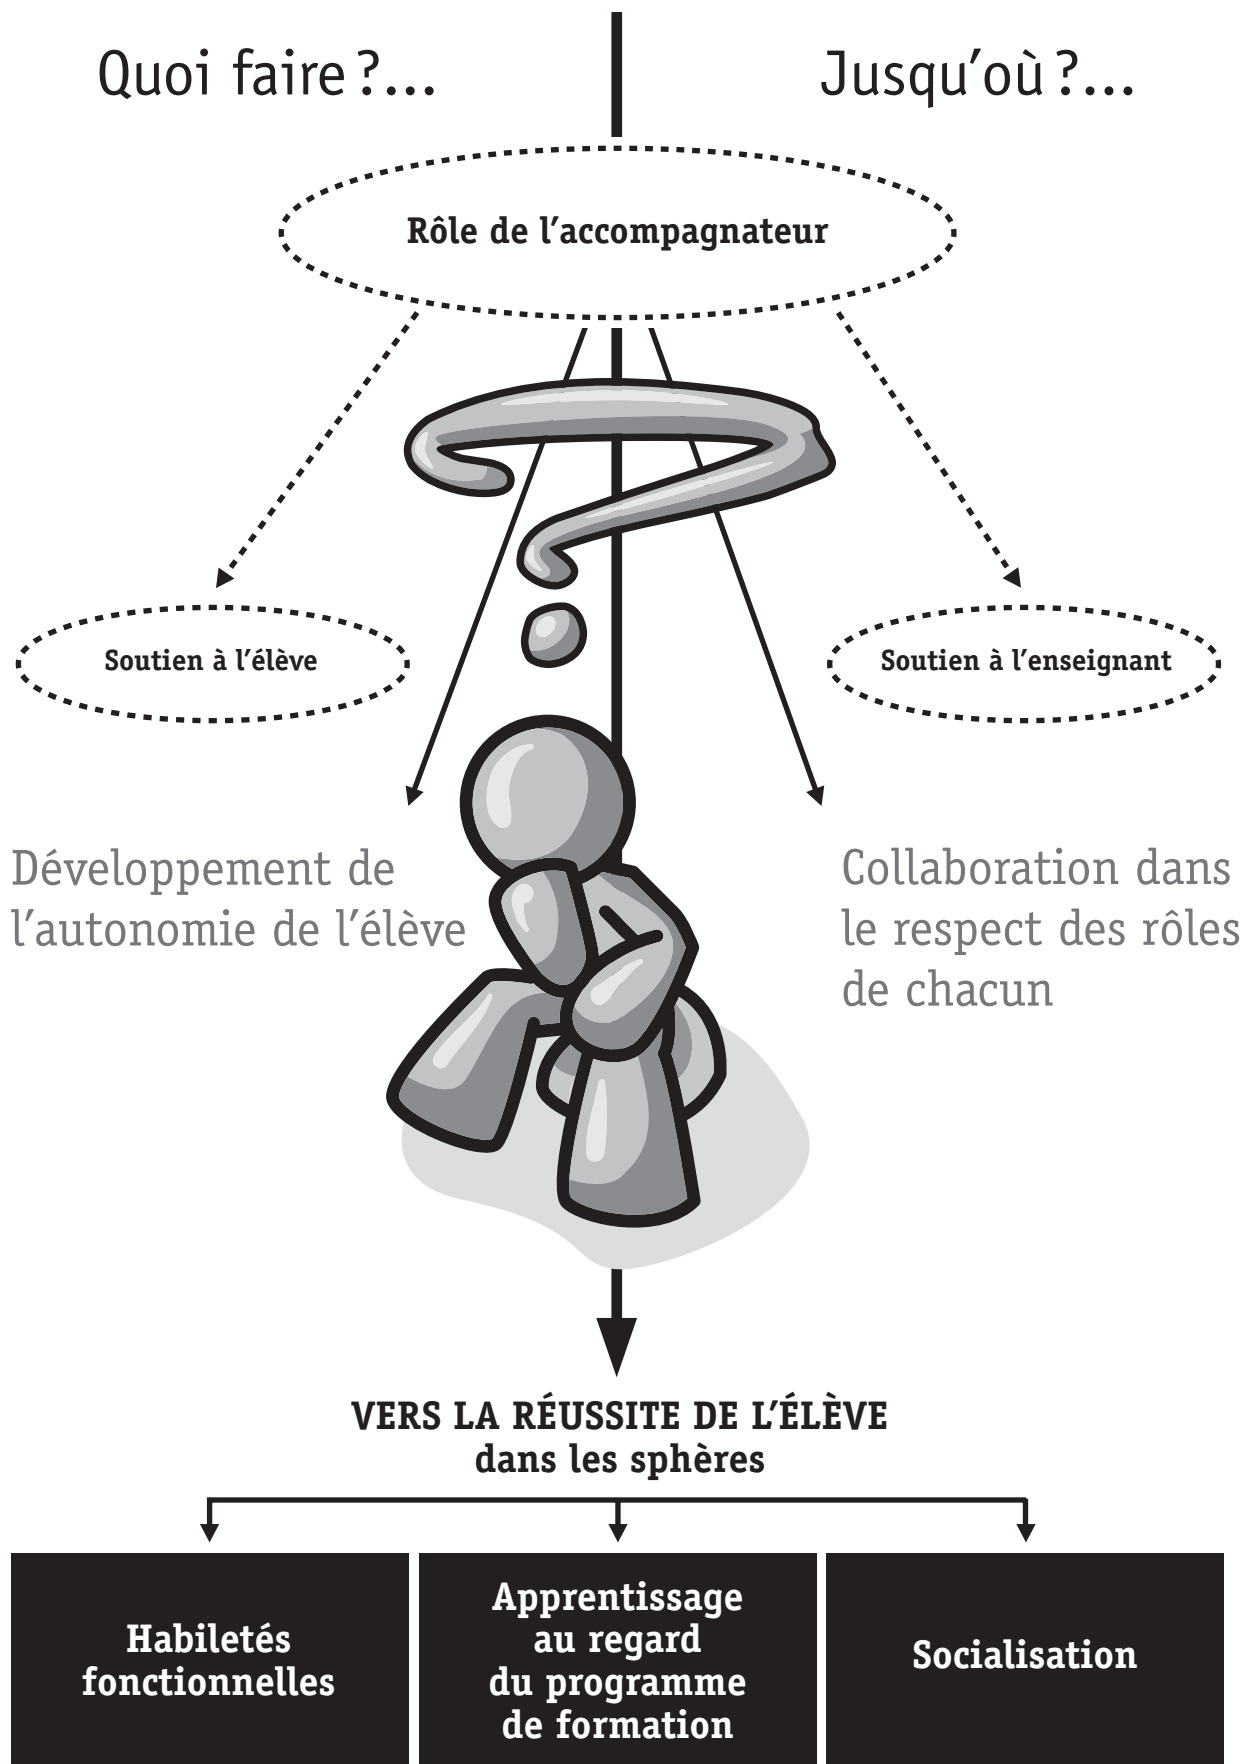 Quoi faire ?...
Jusqu’où ?...
Rôle de l’accompagnateur
Soutien à l’élève
Soutien à l’enseignant
Développement de
l’autonomie de l’élève
Collaboration dans
le respect des rôles
de chacun
VERS LA RÉUSSITE DE L’ÉLÈVE
dans les sphères
Habiletés
fonctionnelles
Apprentissage
au regard
du programme
de formation
Socialisation